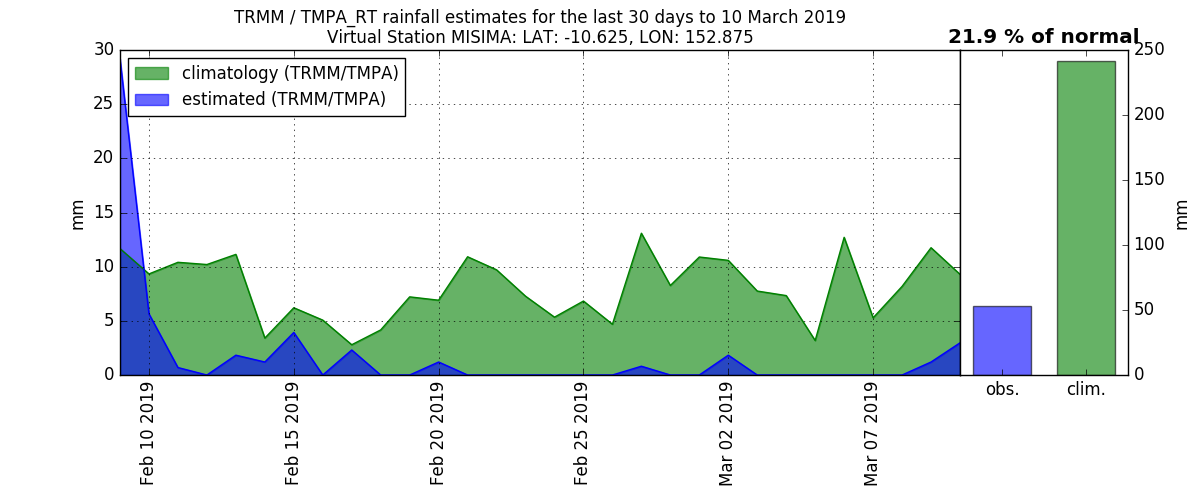 TRMM / TMPA_RT rainfall estimates for the last 30 days to 10 March 2019
Virtual Station MISIMA: LAT: -10.625, LON: 152.875
21.9 % of normal
climatology (TRMM/TMPA)
estimated (TRMM/TMPA)
30
25
20
15
10
5
0
mm
Feb 10 2019
Feb 15 2019
Feb 20 2019
Feb 25 2019
Mar 02 2019
Mar 07 2019
250
200
150
100
50
0
mm
obs.
clim.